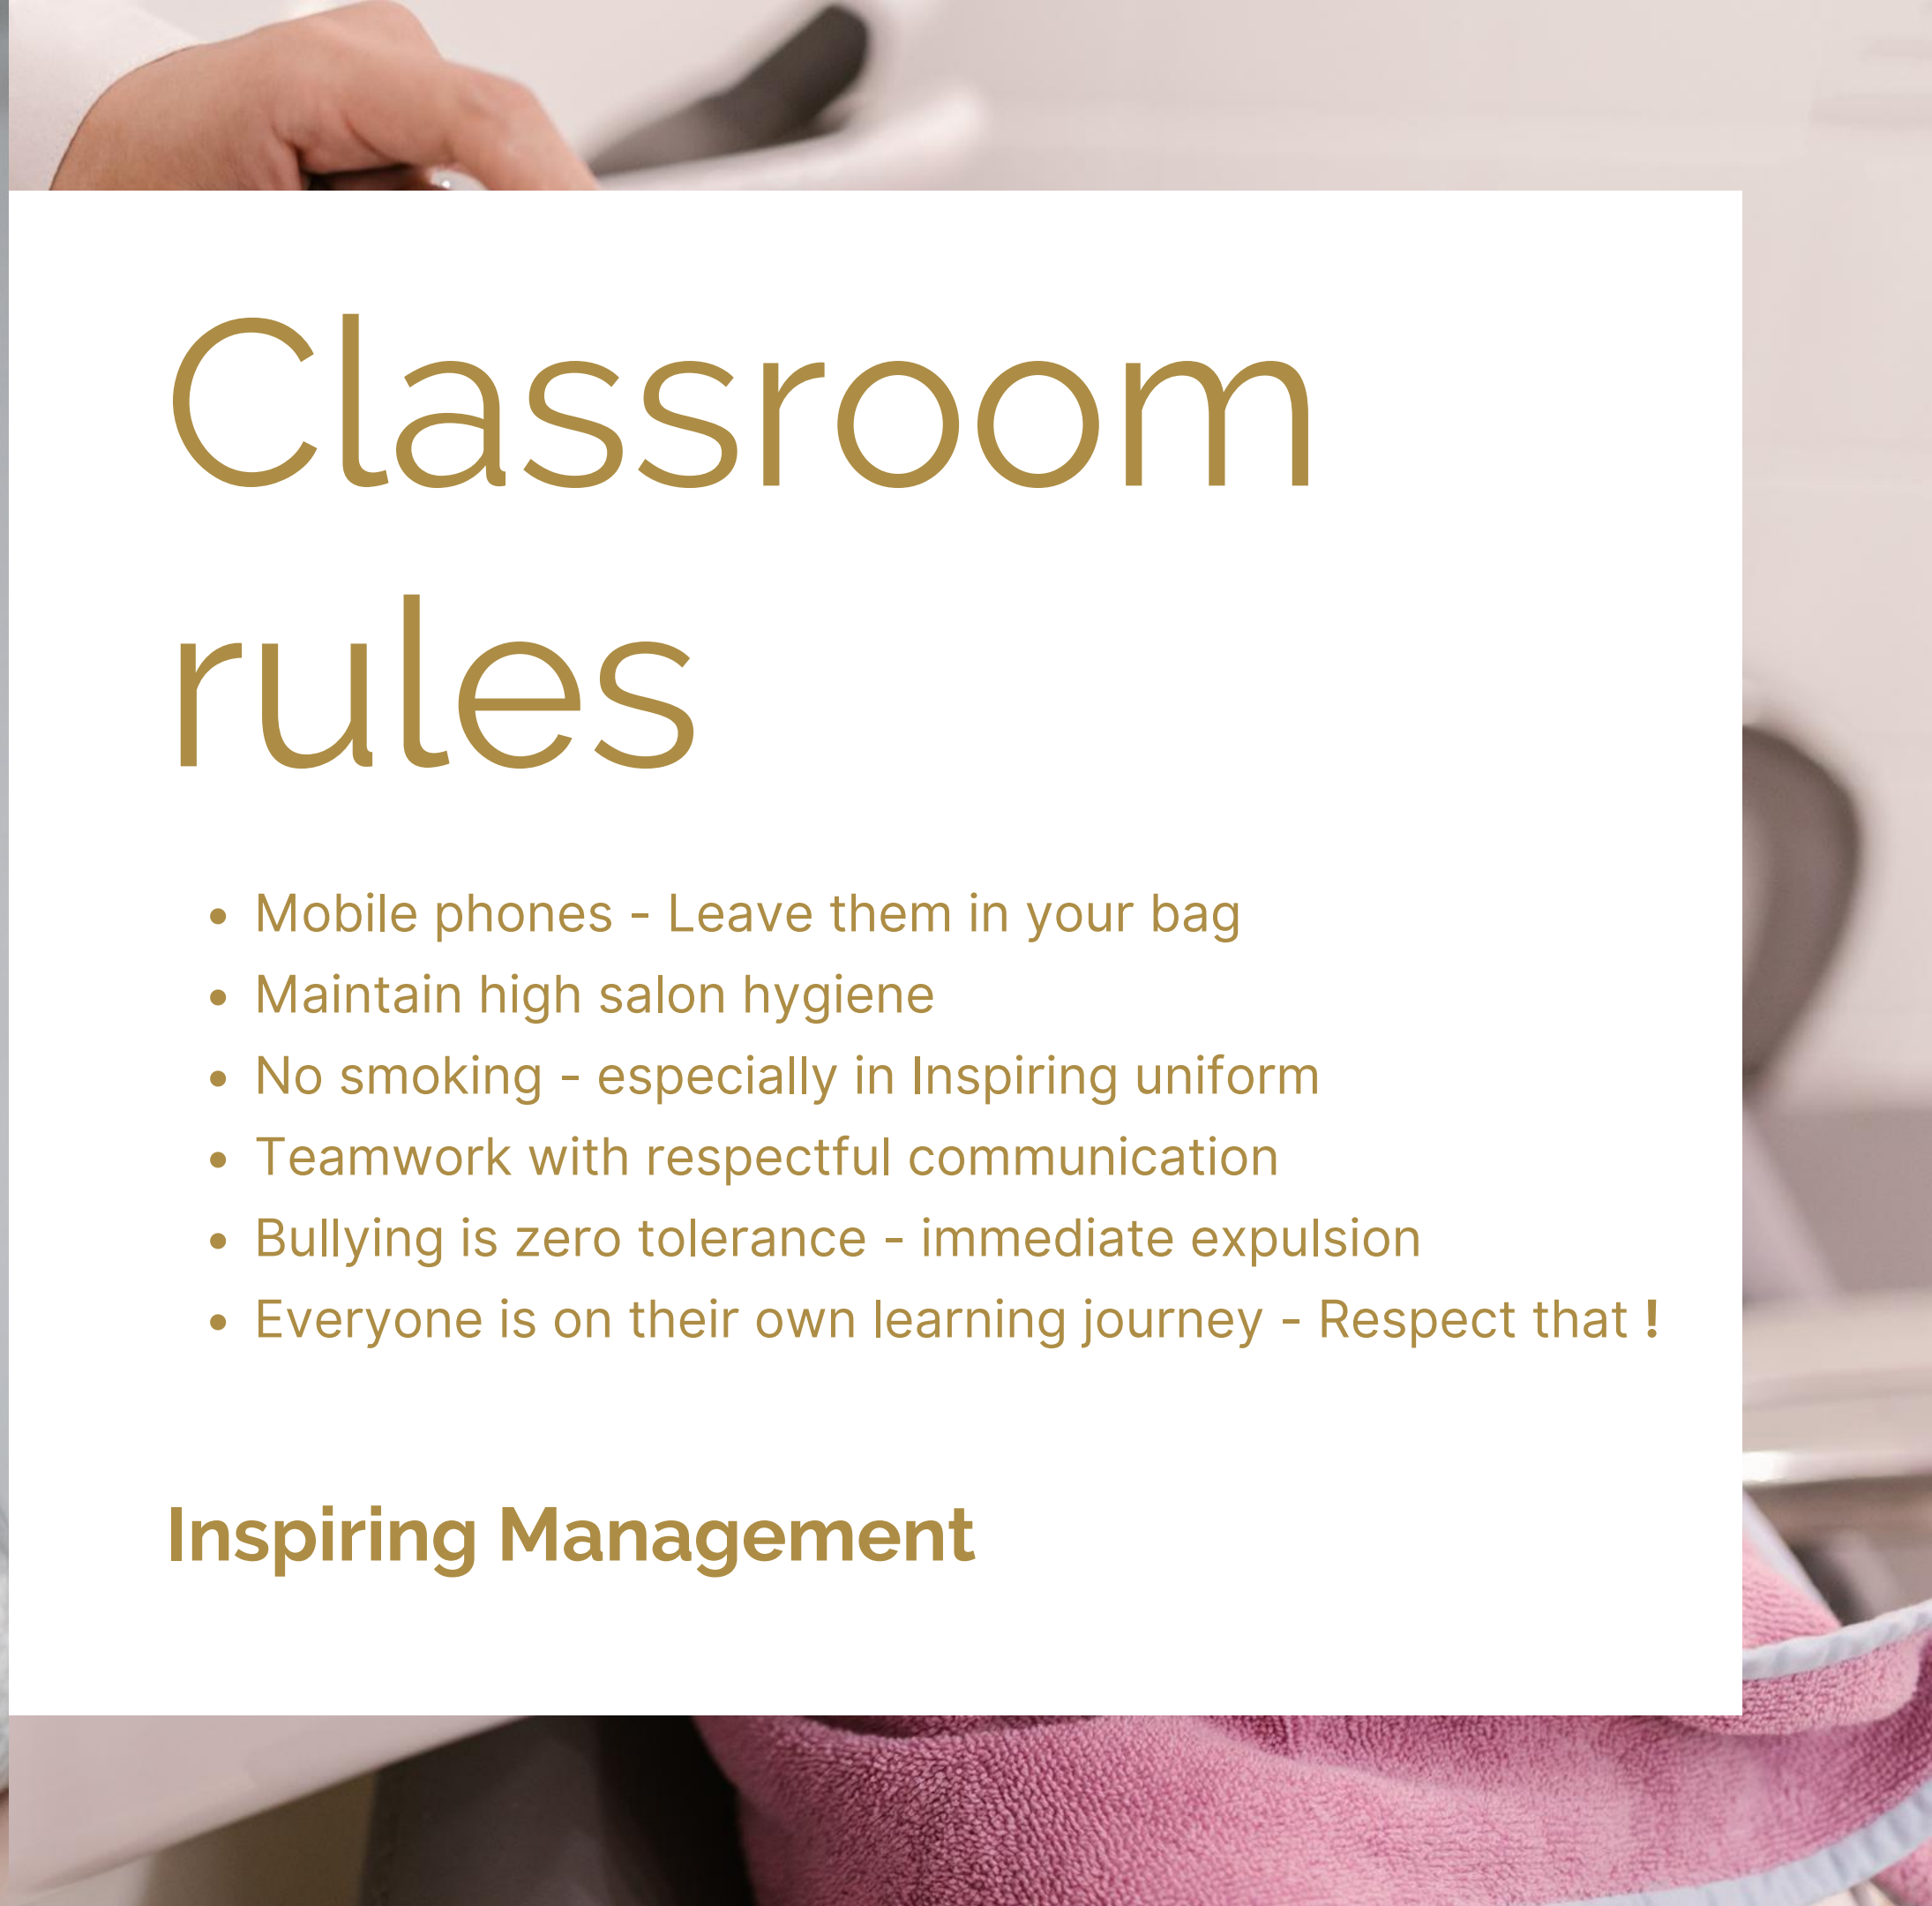 Classroom
rules
• Mobile phones - Leave them in your bag
• Maintain high salon hygiene
• No smoking - especially in Inspiring uniform
• Teamwork with respectful communication
• Bullying is zero tolerance - immediate expulsion
• Everyone is on their own learning journey - Respect that !
Inspiring Management